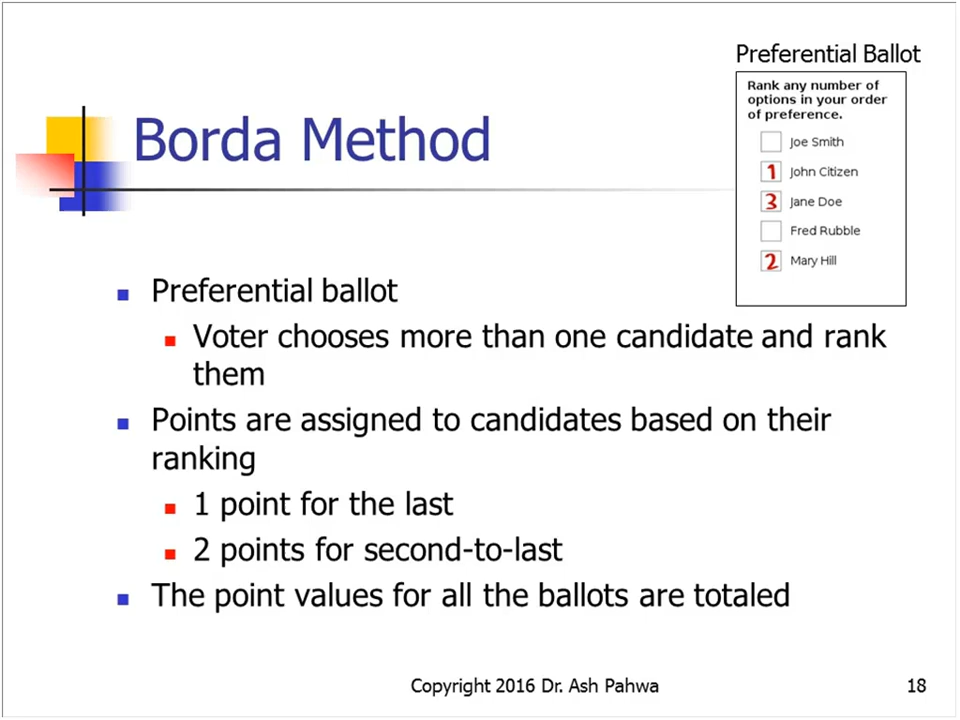 Preferential Ballot
Rank any number of
options in your order
of preference.
Joe Smith
1 John Citizen
3 Jane Doe
Fred Rubble
2 Mary Hill
Borda Method
Preferential ballot
Voter chooses more than one candidate and rank
them
Points are assigned to candidates based on their
ranking
1 point for the last
2 points for second-to-last
The point values for all the ballots are totaled
Copyright 2016 Dr. Ash Pahwa
18